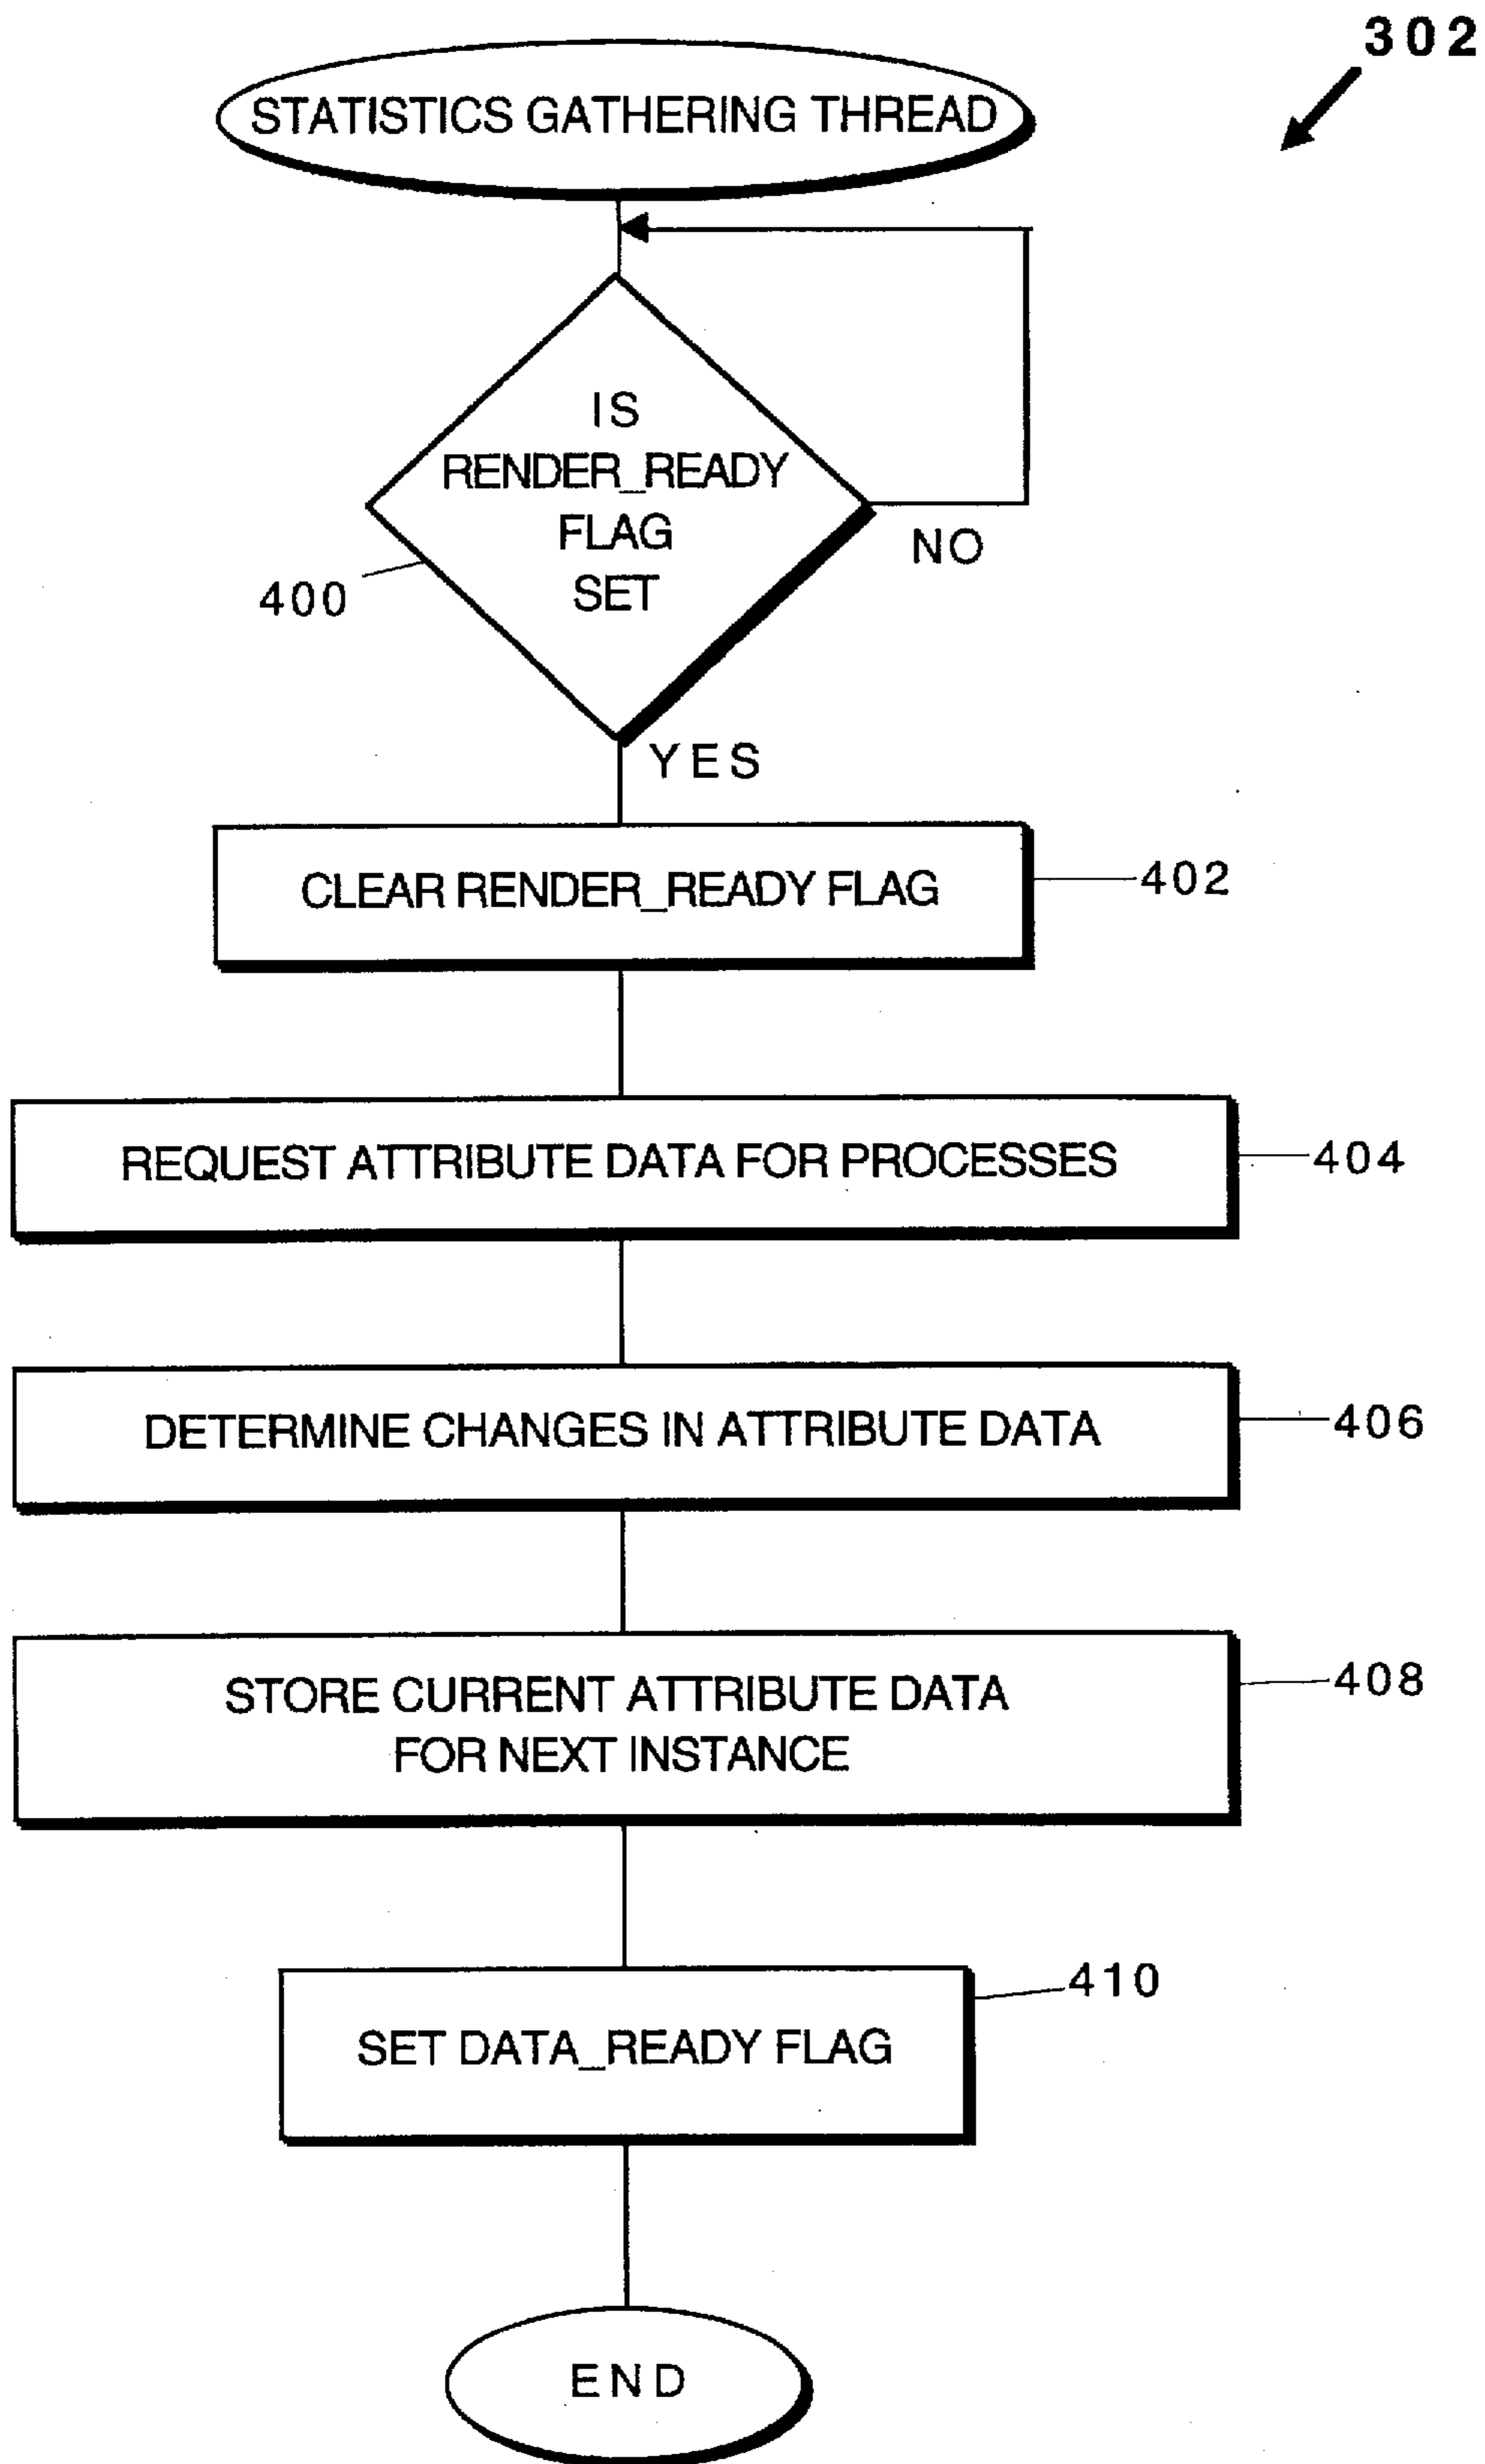 302
STATISTICS GATHERING THREAD
IS
RENDER_READY
FLAG
SET
NO
400
YES
CLEAR RENDER_READY FLAG
402
REQUEST ATTRIBUTE DATA FOR PROCESSES
404
DETERMINE CHANGES IN ATTRIBUTE DATA
406
STORE CURRENT ATTRIBUTE DATA
FOR NEXT INSTANCE
408
410
SET DATA_READY FLAG
END